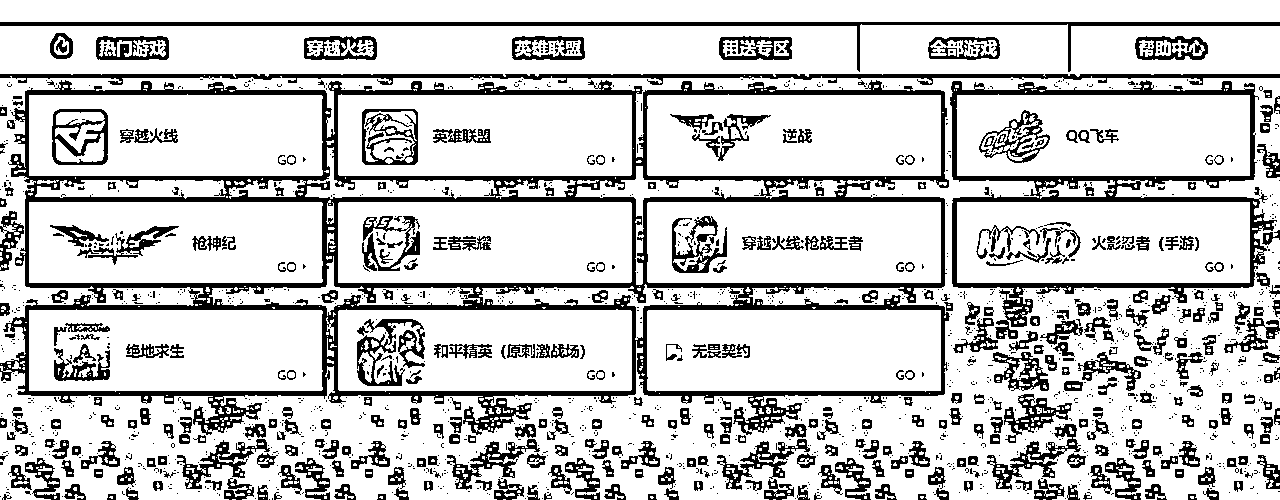 热门游戏 穿越火线 英雄联盟 租送专区 全部游戏 帮助中心
穿越火线 英雄联盟 逆战 QQ飞车
GO GO GO GO
枪神纪 王者荣耀 穿越火线:枪战王者 NARUTO 火影忍者（手游）
GO GO GO GO
绝地求生 和平精英（原刺激战场） 无畏契约
GO GO GO